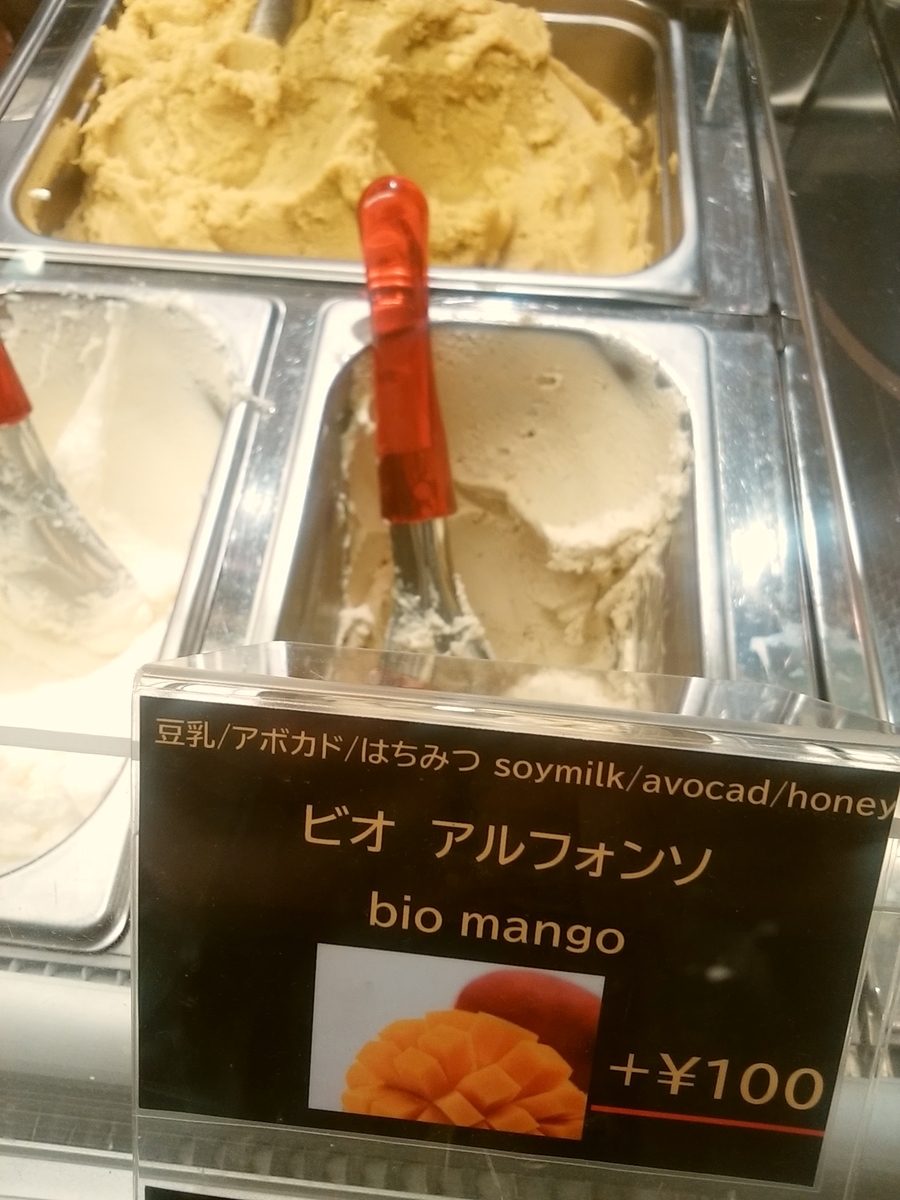 豆乳/アボカド/はちみつ soymilk/avocad/honey
ビオ アルフォンソ
bio mango
+¥100